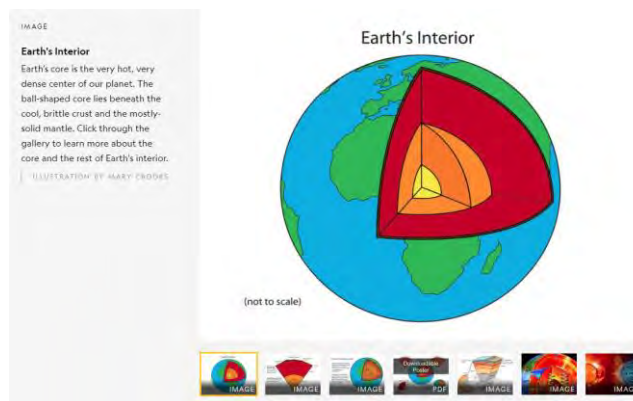 IMAGE
Earth's Interior
Earth's core is the very hot, very
dense center of our planet. The
ball-shaped core lies beneath the
cool, brittle crust and the mostly-
solid mantle. Click through the
gallery to learn more about the
core and the rest of Earth's interior.
ILLUSTRATION BY MARY CROOKS
Earth's Interior
(not to scale)
IMAGE
IMAGE
IMAGE
Downloadable
Poster
PDF
IMAGE
IMAGE